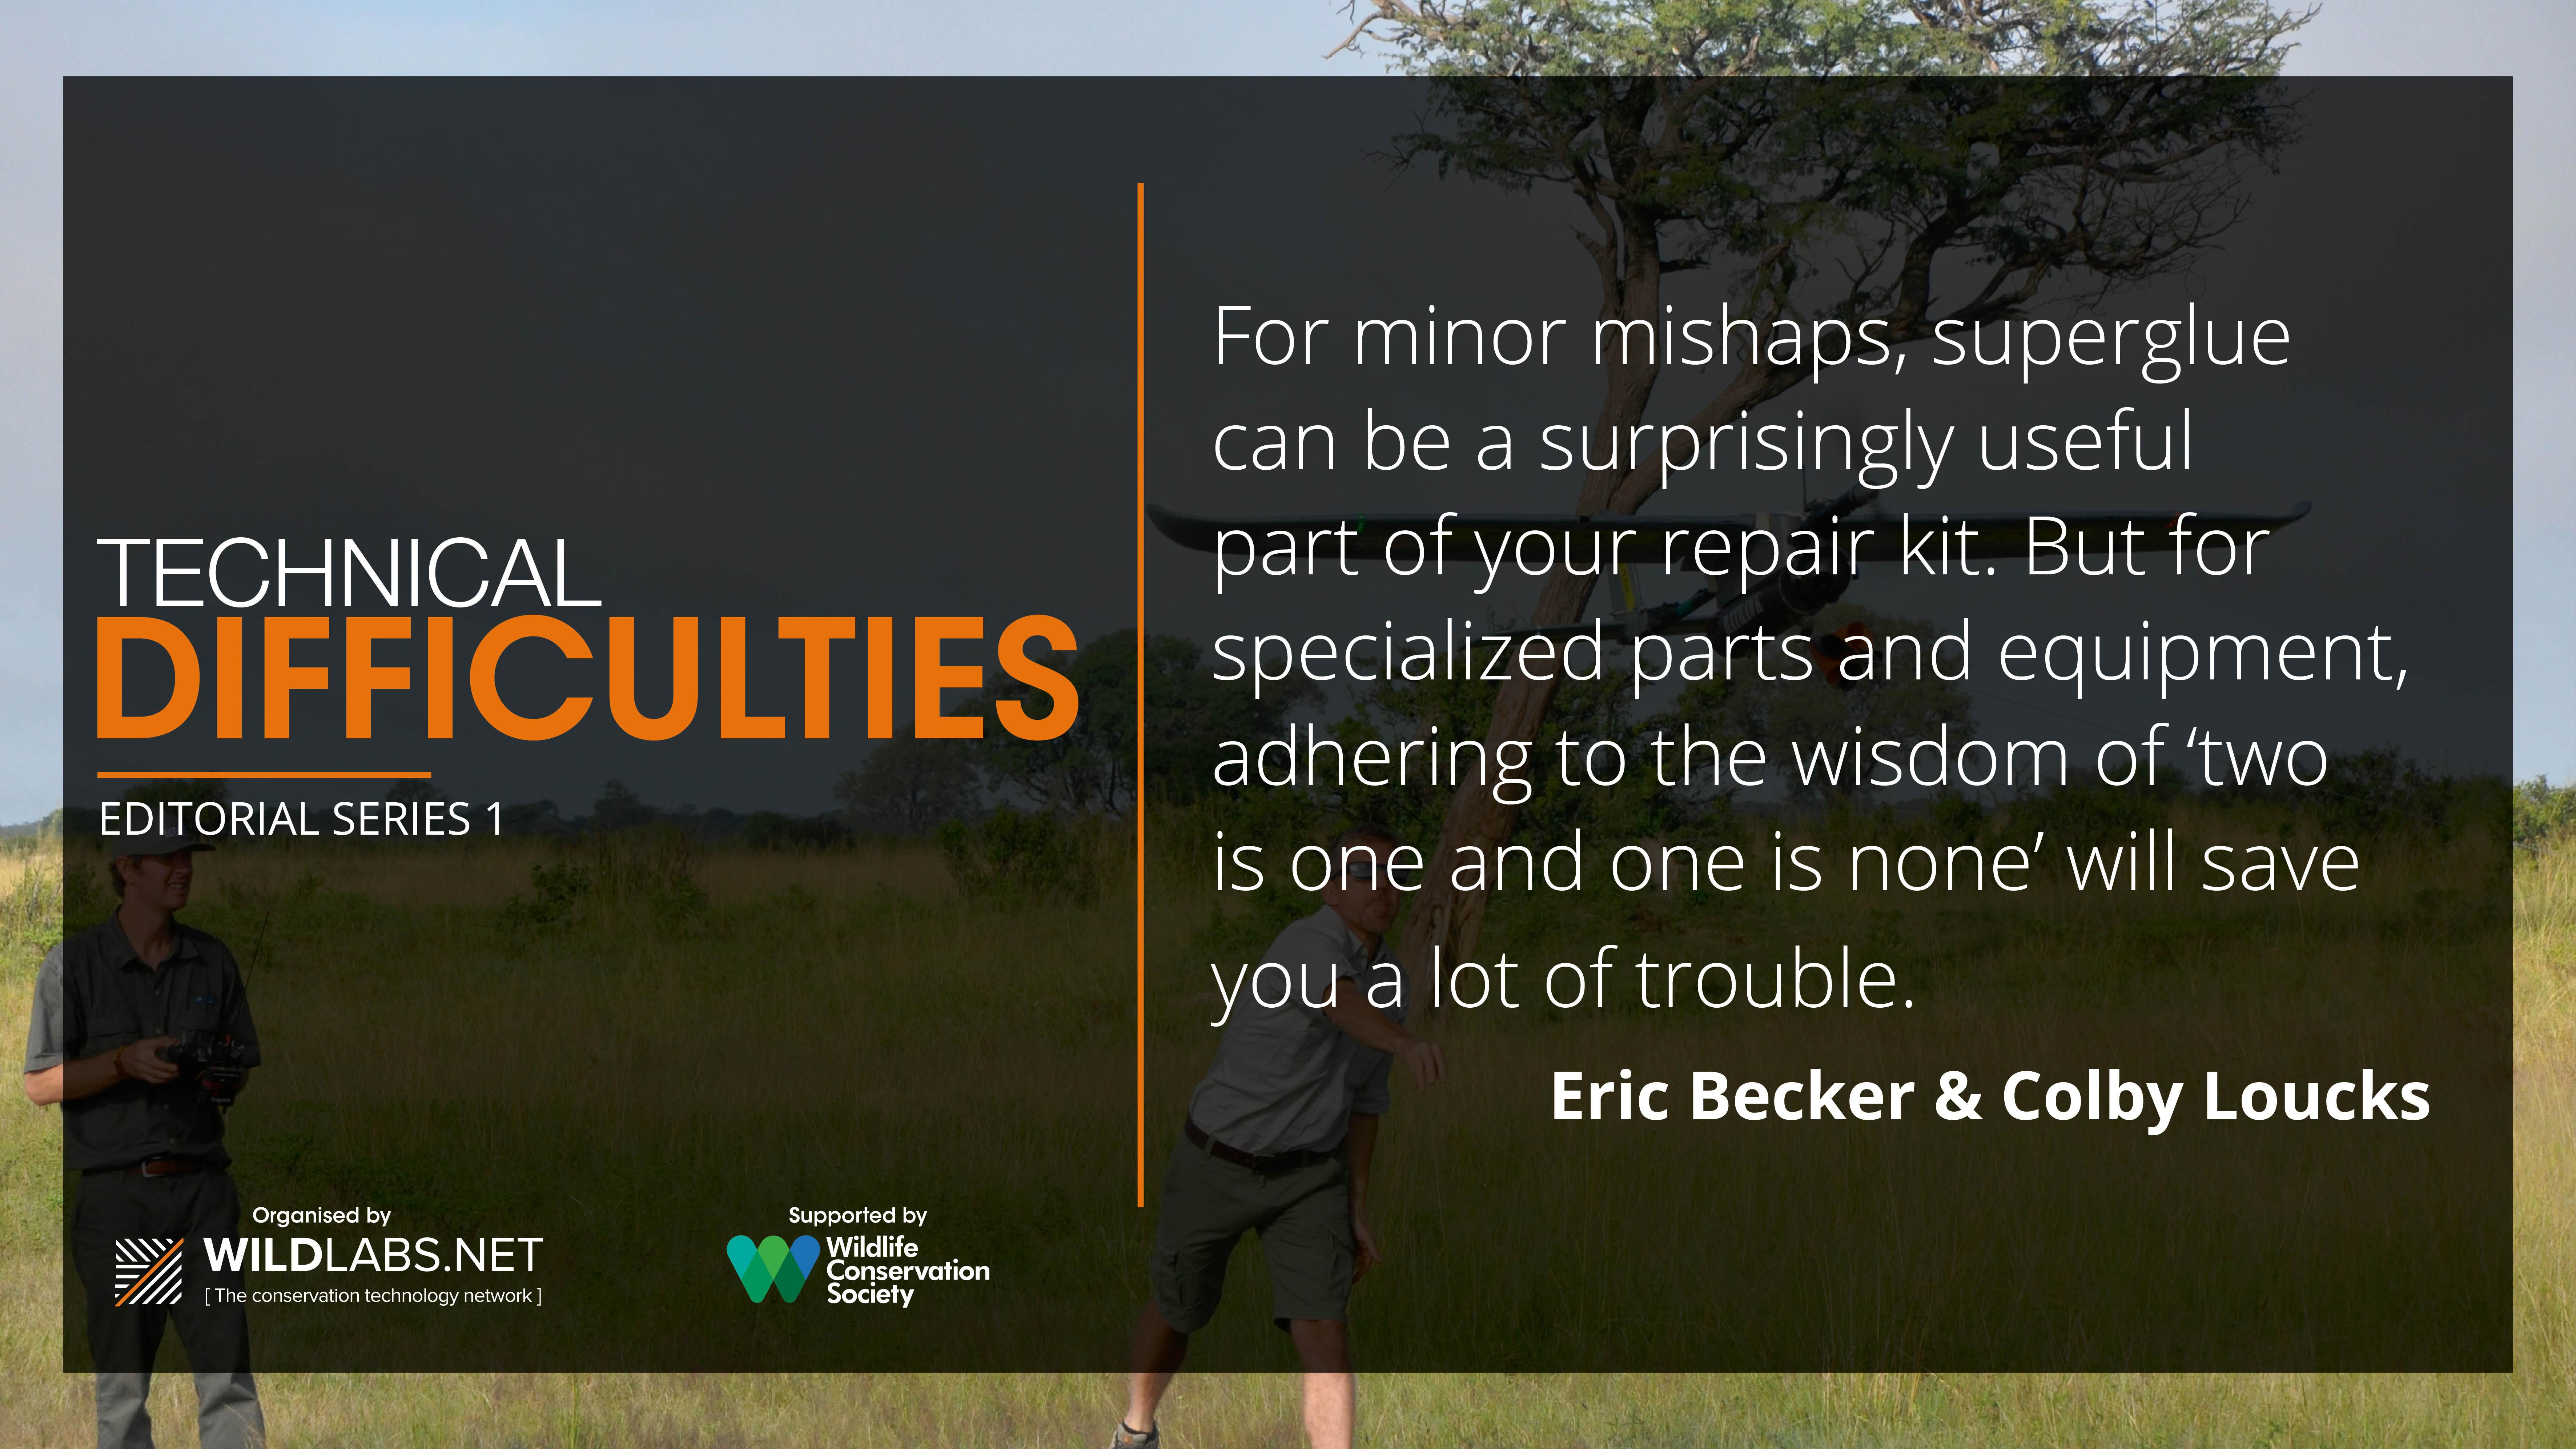 TECHNICAL
DIFFICULTIES
EDITORIAL SERIES 1
Organised by
WILDLABS.NET
[ The conservation technology network ]
Supported by
Wildlife
Conservation
Society
For minor mishaps, superglue
can be a surprisingly useful
part of your repair kit. But for
specialized parts and equipment,
adhering to the wisdom of ‘two
is one and one is none’ will save
you a lot of trouble.
Eric Becker & Colby Loucks